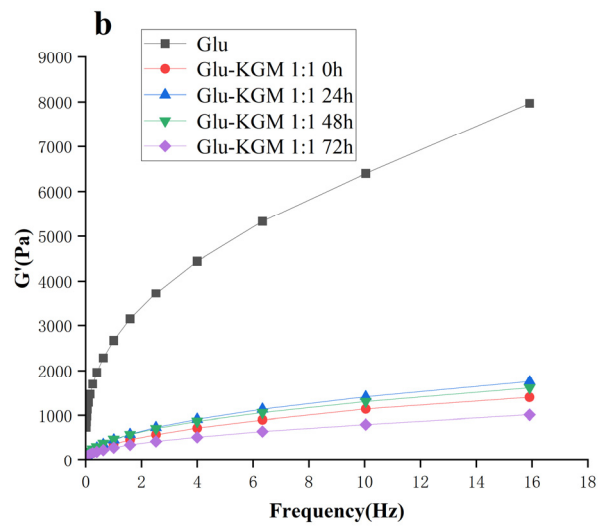 b
Glu
Glu-KGM 1:1 0h
Glu-KGM 1:1 24h
Glu-KGM 1:1 48h
Glu-KGM 1:1 72h
G'(Pa)
9000
8000
7000
6000
5000
4000
3000
2000
1000
0
0 2 4 6 8 10 12 14 16 18
Frequency(Hz)